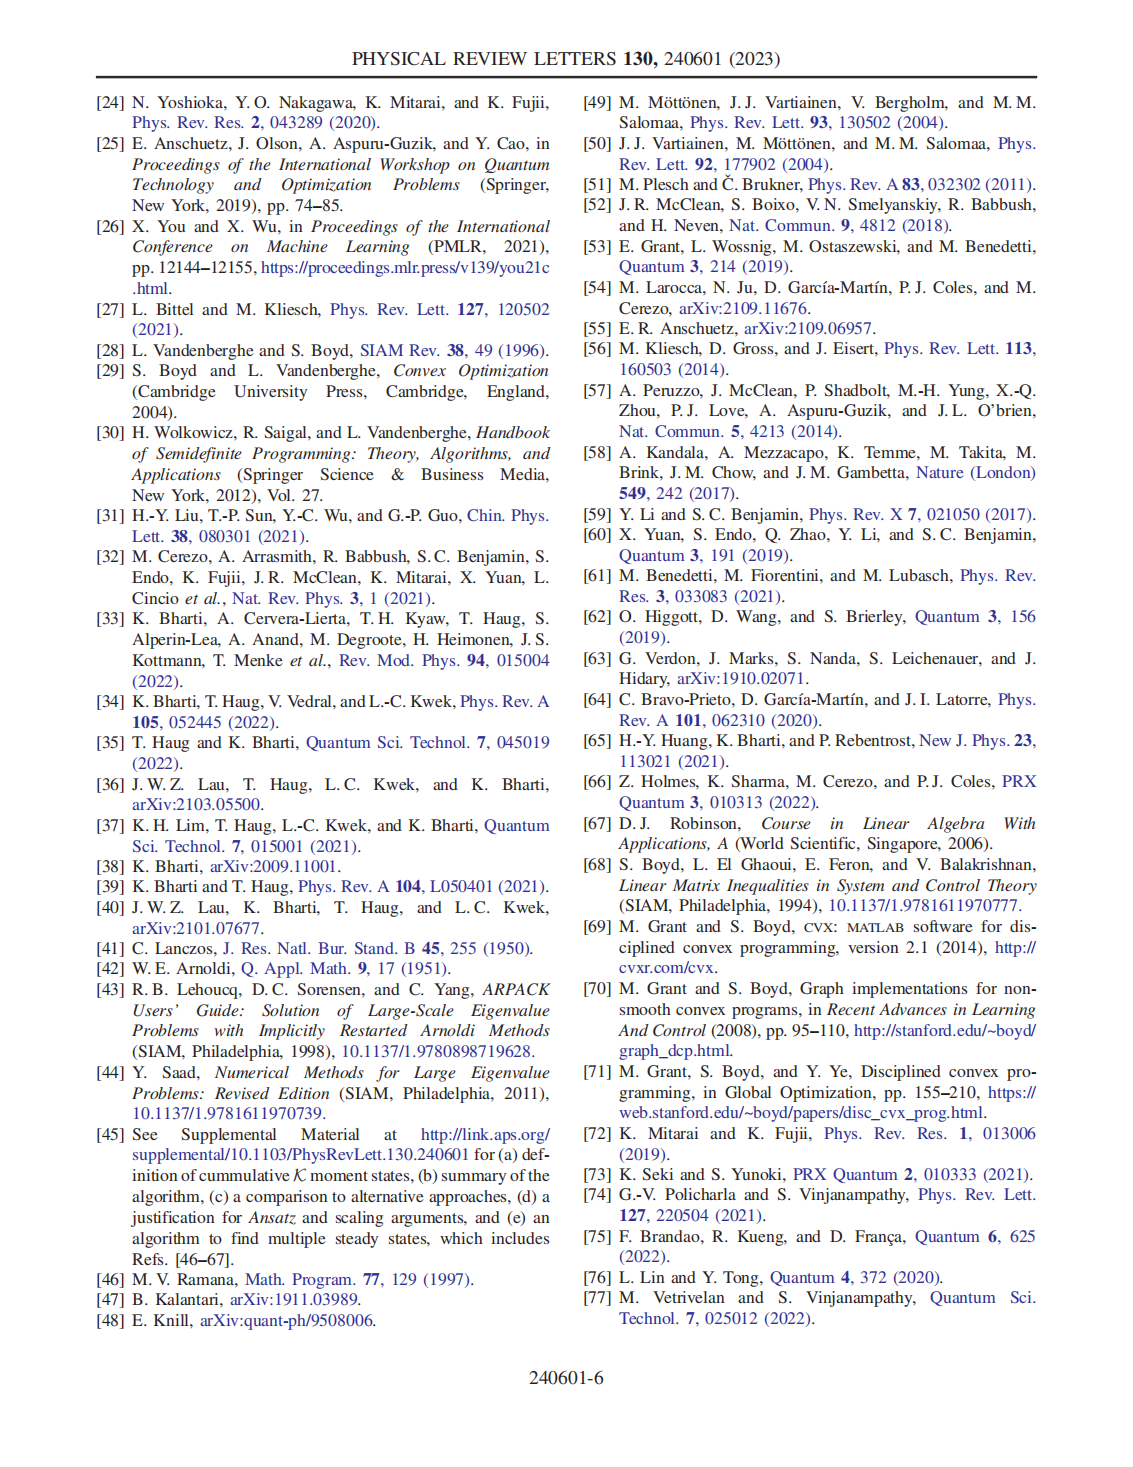 PHYSICAL REVIEW LETTERS 130, 240601 (2023)
[24] N. Yoshioka, Y. O. Nakagawa, K. Mitarai, and K. Fujii,
Phys. Rev. Res. 2, 043289 (2020).
[25] E. Anschuetz, J. Olson, A. Aspuru-Guzik, and Y. Cao, in
Proceedings of the International Workshop on Quantum
Technology and Optimization Problems (Springer,
New York, 2019), pp. 74–85.
[26] X. You and X. Wu, in Proceedings of the International
Conference on Machine Learning (PMLR, 2021),
pp. 12144–12155, https://proceedings.mlr.press/v139/you21c
.html.
[27] L. Bittel and M. Kliesch, Phys. Rev. Lett. 127, 120502
(2021).
[28] L. Vandenberghe and S. Boyd, SIAM Rev. 38, 49 (1996).
[29] S. Boyd and L. Vandenberghe, Convex Optimization
(Cambridge University Press, Cambridge, England,
2004).
[30] H. Wolkowicz, R. Saigal, and L. Vandenberghe, Handbook
of Semidefinite Programming: Theory, Algorithms, and
Applications (Springer Science & Business Media,
New York, 2012), Vol. 27.
[31] H.-Y. Liu, T.-P. Sun, Y.-C. Wu, and G.-P. Guo, Chin. Phys.
Lett. 38, 080301 (2021).
[32] M. Cerezo, A. Arrasmith, R. Babbush, S. C. Benjamin, S.
Endo, K. Fujii, J. R. McClean, K. Mitarai, X. Yuan, L.
Cincio et al., Nat. Rev. Phys. 3, 1 (2021).
[33] K. Bharti, A. Cervera-Lierta, T. H. Kyaw, T. Haug, S.
Alperin-Lea, A. Anand, M. Degroote, H. Heimonen, J. S.
Kottmann, T. Menke et al., Rev. Mod. Phys. 94, 015004
(2022).
[34] K. Bharti, T. Haug, V. Vedral, and L.-C. Kwek, Phys. Rev. A
105, 052445 (2022).
[35] T. Haug and K. Bharti, Quantum Sci. Technol. 7, 045019
(2022).
[36] J. W. Z. Lau, T. Haug, L. C. Kwek, and K. Bharti,
arXiv:2103.05500.
[37] K. H. Lim, T. Haug, L.-C. Kwek, and K. Bharti, Quantum
Sci. Technol. 7, 015001 (2021).
[38] K. Bharti, arXiv:2009.11001.
[39] K. Bharti and T. Haug, Phys. Rev. A 104, L050401 (2021).
[40] J. W. Z. Lau, K. Bharti, T. Haug, and L. C. Kwek,
arXiv:2101.07677.
[41] C. Lanczos, J. Res. Natl. Bur. Stand. B 45, 255 (1950).
[42] W. E. Arnoldi, Q. Appl. Math. 9, 17 (1951).
[43] R. B. Lehoucq, D. C. Sorensen, and C. Yang, ARPACK
Users' Guide: Solution of Large-Scale Eigenvalue
Problems with Implicitly Restarted Arnoldi Methods
(SIAM, Philadelphia, 1998), 10.1137/1.9780898719628.
[44] Y. Saad, Numerical Methods for Large Eigenvalue
Problems: Revised Edition (SIAM, Philadelphia, 2011),
10.1137/1.9781611970739.
[45] See Supplemental Material at http://link.aps.org/
supplemental/10.1103/PhysRevLett.130.240601 for (a) def-
inition of cummulative K moment states, (b) summary of the
algorithm, (c) a comparison to alternative approaches, (d) a
justification for Ansatz and scaling arguments, and (e) an
algorithm to find multiple steady states, which includes
Refs. [46–67].
[46] M. V. Ramana, Math. Program. 77, 129 (1997).
[47] B. Kalantari, arXiv:1911.03989.
[48] E. Knill, arXiv:quant-ph/9508006.
[49] M. Möttönen, J. J. Vartiainen, V. Bergholm, and M. M.
Salomaa, Phys. Rev. Lett. 93, 130502 (2004).
[50] J. J. Vartiainen, M. Möttönen, and M. M. Salomaa, Phys.
Rev. Lett. 92, 177902 (2004).
[51] M. Plesch and Č. Brukner, Phys. Rev. A 83, 032302 (2011).
[52] J. R. McClean, S. Boixo, V. N. Smelyanskiy, R. Babbush,
and H. Neven, Nat. Commun. 9, 4812 (2018).
[53] E. Grant, L. Wossnig, M. Ostaszewski, and M. Benedetti,
Quantum 3, 214 (2019).
[54] M. Larocca, N. Ju, D. García-Martín, P. J. Coles, and M.
Cerezo, arXiv:2109.11676.
[55] E. R. Anschuetz, arXiv:2109.06957.
[56] M. Kliesch, D. Gross, and J. Eisert, Phys. Rev. Lett. 113,
160503 (2014).
[57] A. Peruzzo, J. McClean, P. Shadbolt, M.-H. Yung, X.-Q.
Zhou, P. J. Love, A. Aspuru-Guzik, and J. L. O'brien,
Nat. Commun. 5, 4213 (2014).
[58] A. Kandala, A. Mezzacapo, K. Temme, M. Takita, M.
Brink, J. M. Chow, and J. M. Gambetta, Nature (London)
549, 242 (2017).
[59] Y. Li and S. C. Benjamin, Phys. Rev. X 7, 021050 (2017).
[60] X. Yuan, S. Endo, Q. Zhao, Y. Li, and S. C. Benjamin,
Quantum 3, 191 (2019).
[61] M. Benedetti, M. Fiorentini, and M. Lubasch, Phys. Rev.
Res. 3, 033083 (2021).
[62] O. Higgott, D. Wang, and S. Brierley, Quantum 3, 156
(2019).
[63] G. Verdon, J. Marks, S. Nanda, S. Leichenauer, and J.
Hidary, arXiv:1910.02071.
[64] C. Bravo-Prieto, D. García-Martín, and J. I. Latorre, Phys.
Rev. A 101, 062310 (2020).
[65] H.-Y. Huang, K. Bharti, and P. Rebentrost, New J. Phys. 23,
113021 (2021).
[66] Z. Holmes, K. Sharma, M. Cerezo, and P. J. Coles, PRX
Quantum 3, 010313 (2022).
[67] D. J. Robinson, Course in Linear Algebra With
Applications, A (World Scientific, Singapore, 2006).
[68] S. Boyd, L. El Ghaoui, E. Feron, and V. Balakrishnan,
Linear Matrix Inequalities in System and Control Theory
(SIAM, Philadelphia, 1994), 10.1137/1.9781611970777.
[69] M. Grant and S. Boyd, CVX: MATLAB software for dis-
ciplined convex programming, version 2.1 (2014), http://
cvxr.com/cvx.
[70] M. Grant and S. Boyd, Graph implementations for non-
smooth convex programs, in Recent Advances in Learning
And Control (2008), pp. 95–110, http://stanford.edu/~boyd/
graph_dcp.html.
[71] M. Grant, S. Boyd, and Y. Ye, Disciplined convex pro-
gramming, in Global Optimization, pp. 155–210, https://
web.stanford.edu/~boyd/papers/disc_cvx_prog.html.
[72] K. Mitarai and K. Fujii, Phys. Rev. Res. 1, 013006
(2019).
[73] K. Seki and S. Yunoki, PRX Quantum 2, 010333 (2021).
[74] G.-V. Policharla and S. Vinjanampathy, Phys. Rev. Lett.
127, 220504 (2021).
[75] F. Brandao, R. Kueng, and D. França, Quantum 6, 625
(2022).
[76] L. Lin and Y. Tong, Quantum 4, 372 (2020).
[77] M. Vetrivelan and S. Vinjanampathy, Quantum Sci.
Technol. 7, 025012 (2022).
240601-6